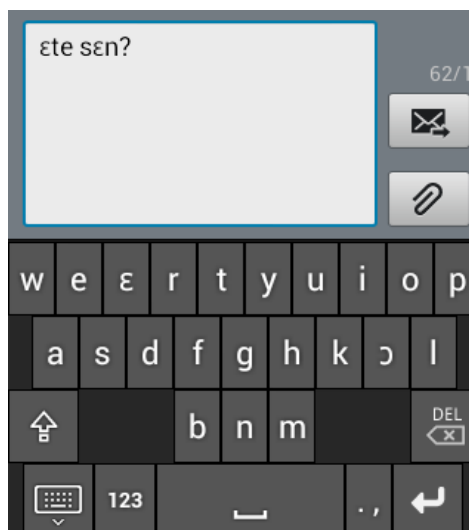 ɛte sɛn?
62/1
w e ɛ r t y u i o p
a s d f g h k ɔ l
b n m DEL
123 . ,